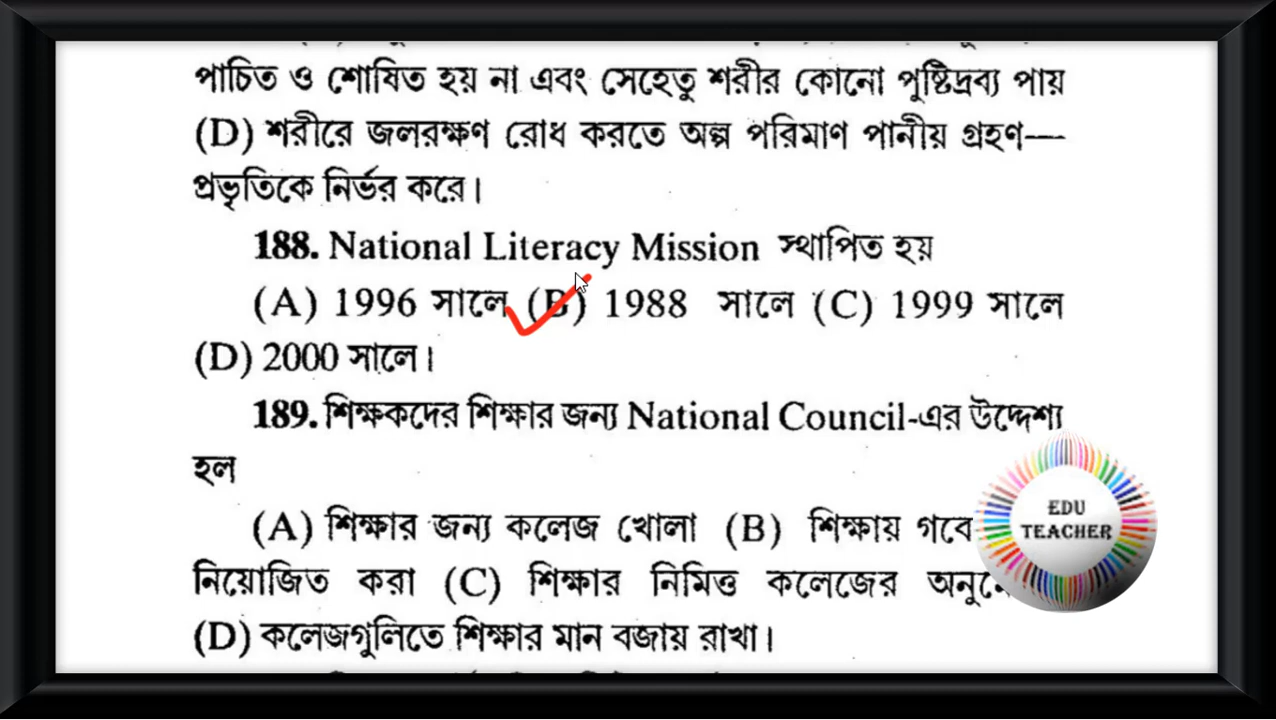 পাচিত ও শোষিত হয় না এবং সেহেতু শরীর কোনো পুষ্টিদ্রব্য পায়
(D) শরীরে জলরক্ষণ রোধ করতে অল্প পরিমাণ পানীয় গ্রহণ—
প্রভৃতিকে নির্ভর করে।
188. National Literacy Mission স্থাপিত হয়
(A) 1996 সালে (B) 1988 সালে (C) 1999 সালে
(D) 2000 সালে।
189. শিক্ষকদের শিক্ষার জন্য National Council-এর উদ্দেশ্য
হল
(A) শিক্ষার জন্য কলেজ খোলা (B) শিক্ষায়
নিয়োজিত করা (C) শিক্ষার নিমিত্ত কলেজের
(D) কলেজগুলিতে শিক্ষার মান বজায় রাখা।
EDU
TEACHER